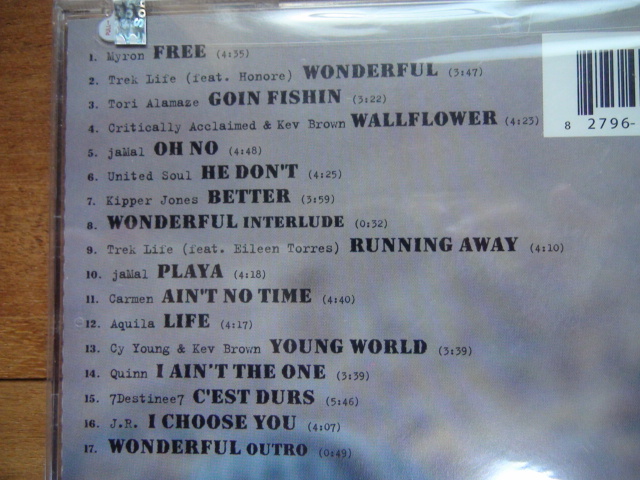 1. Myron FREE (4:35)
2. Trek Life (feat. Honore) WONDERFUL (3:47)
3. Tori Alamaze GOIN FISHIN (3:22)
4. Critically Acclaimed & Kev Brown WALLFLOWER (4:23)
5. jaMal OH NO (4:48)
6. United Soul HE DON'T (4:25)
7. Kipper Jones BETTER (3:59)
8. WONDERFUL INTERLUDE (0:32)
9. Trek Life (feat. Eileen Torres) RUNNING AWAY (4:10)
10. jaMal PLAYA (4:18)
11. Carmen AIN'T NO TIME (4:40)
12. Aquila LIFE (4:17)
13. Cy Young & Kev Brown YOUNG WORLD (3:39)
14. Quinn I AIN'T THE ONE (3:39)
15. 7Destinee7 C'EST DURS (5:46)
16. J.R. I CHOOSE YOU (4:07)
17. WONDERFUL OUTRO (0:49)
8 2796-